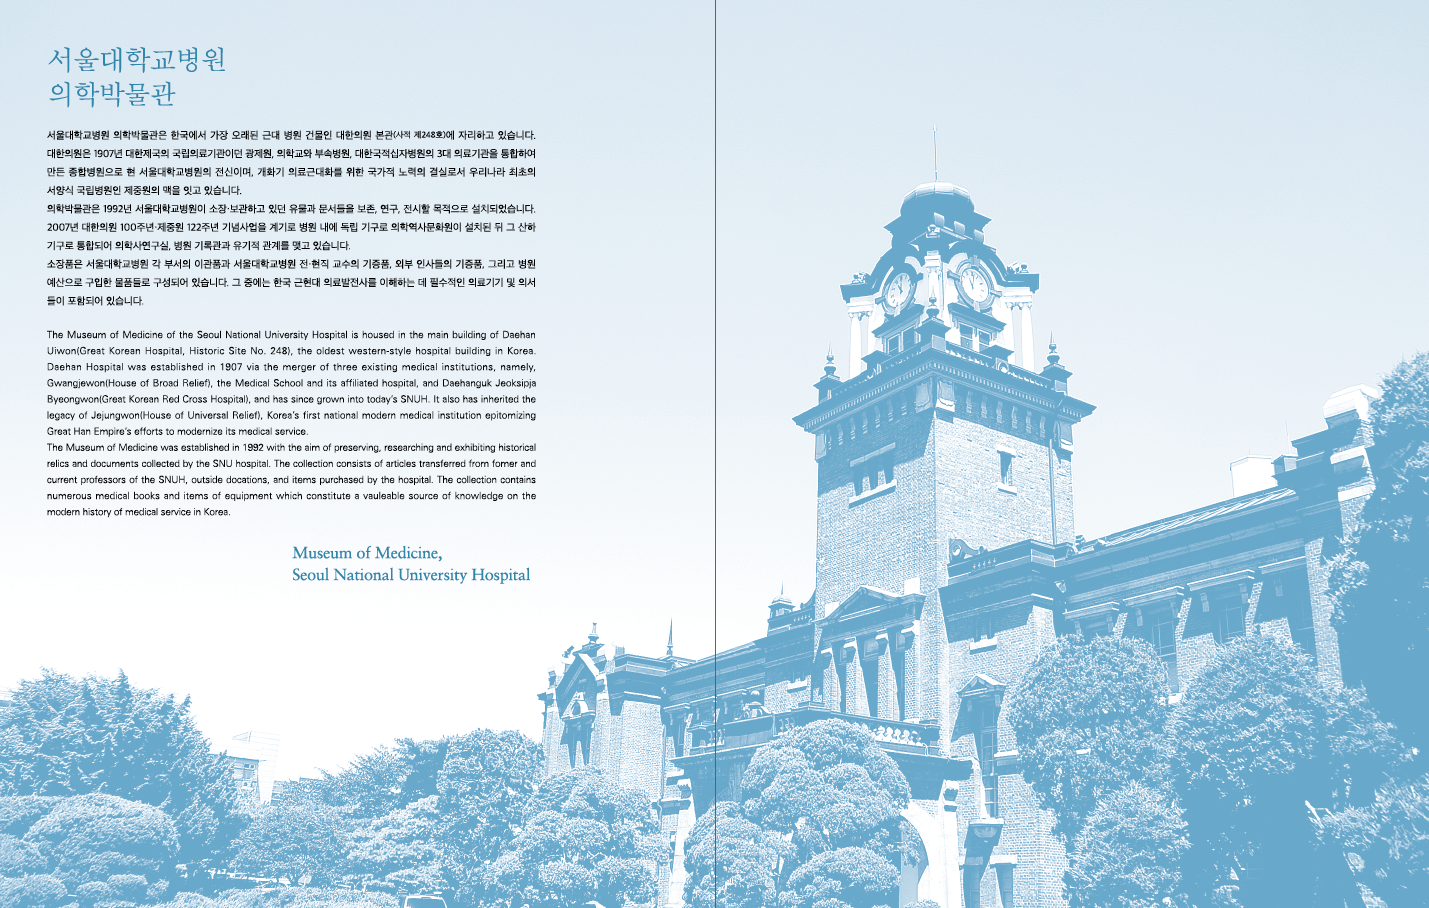 서울대학교병원
의학박물관
서울대학교병원 의학박물관은 한국에서 가장 오래된 근대 병원 건물인 대한의원 본관(사적 제248호)에 자리하고 있습니다.
대한의원은 1907년 대한제국의 국립의료기관이던 광제원, 의학교와 부속병원, 대한국적십자병원의 3대 의료기관을 통합하여
만든 종합병원으로 현 서울대학교병원의 전신이며, 개화기 의료근대화를 위한 국가적 노력의 결실로서 우리나라 최초의
서양식 국립병원인 제중원의 맥을 잇고 있습니다.
의학박물관은 1992년 서울대학교병원이 소장·보관하고 있던 유물과 문서들을 보존, 연구, 전시할 목적으로 설치되었습니다.
2007년 대한의원 100주년·제중원 122주년 기념사업을 계기로 병원 내에 독립 기구로 의학역사문화원이 설치된 뒤 그 산하
기구로 통합되어 의학사연구실, 병원 기록관과 유기적 관계를 맺고 있습니다.
소장품은 서울대학교병원 각 부서의 이관품과 서울대학교병원 전·현직 교수의 기증품, 외부 인사들의 기증품, 그리고 병원
예산으로 구입한 물품들로 구성되어 있습니다. 그 중에는 한국 근현대 의료발전사를 이해하는 데 필수적인 의료기기 및 의서
들이 포함되어 있습니다.
The Museum of Medicine of the Seoul National University Hospital is housed in the main building of Daehan
Uiwon(Great Korean Hospital, Historic Site No. 248), the oldest western-style hospital building in Korea.
Daehan Hospital was established in 1907 via the merger of three existing medical institutions, namely,
Gwangjewon(House of Broad Relief), the Medical School and its affiliated hospital, and Daehanguk Jeoksipja
Byeongwon(Great Korean Red Cross Hospital), and has since grown into today's SNUH. It also has inherited the
legacy of Jejungwon(House of Universal Relief), Korea's first national modern medical institution epitomizing
Great Han Empire's efforts to modernize its medical service.
The Museum of Medicine was established in 1992 with the aim of preserving, researching and exhibiting historical
relics and documents collected by the SNU hospital. The collection consists of articles transferred from fomer and
current professors of the SNUH, outside docations, and items purchased by the hospital. The collection contains
numerous medical books and items of equipment which constitute a vauleable source of knowledge on the
modern history of medical service in Korea.
Museum of Medicine,
Seoul National University Hospital